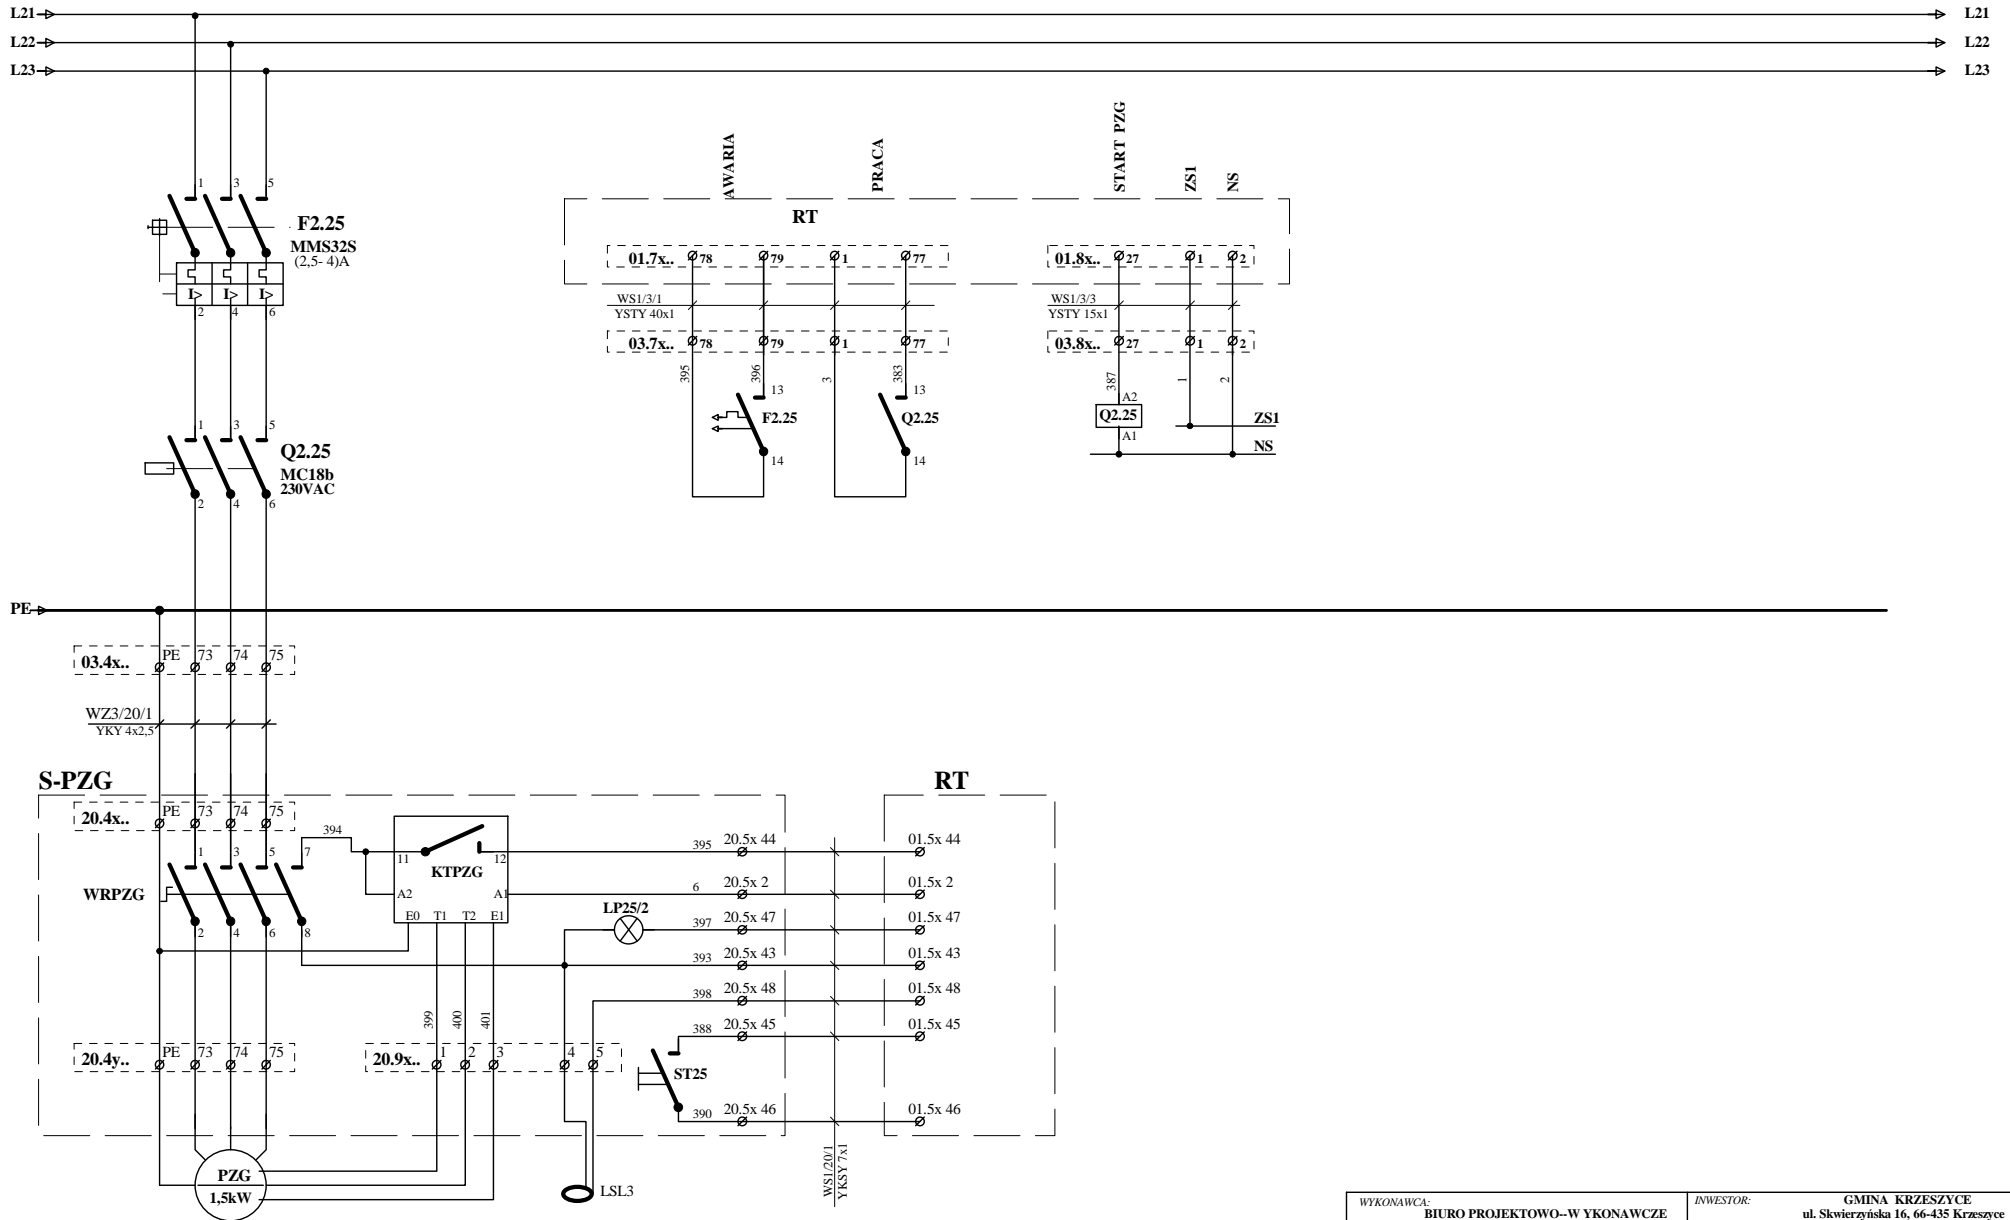 L21 L21
L22 L22
L23 L23
AWARIA
PRACA
START PZG
ZS1
NS
RT
1 3 5
F2.25
MMS32S
(2,5- 4)A
I> I> I>
2 4 6
01.7x.. 78 79 1 77
01.8x.. 27 1 2
WS1/3/1
YSTY 40x1
WS1/3/3
YSTY 15x1
03.7x.. 78 79 1 77
03.8x.. 27 1 2
395 396 3 383 387 1 2
13 13
F2.25 Q2.25
14 14
A2
Q2.25
A1
ZS1
NS
1 3 5
Q2.25
MC18b
230VAC
2 4 6
PE
03.4x.. PE 73 74 75
WZ3/20/1
YKY 4x2,5
S-PZG
RT
20.4x.. PE 73 74 75
394
1 3 5 7
WRPZG
2 4 6 8
11 12
KTPZG
A2 A1
E0 T1 T2 E1
LP25/2
395 20.5x 44 01.5x 44
6 20.5x 2 01.5x 2
397 20.5x 47 01.5x 47
393 20.5x 43 01.5x 43
398 20.5x 48 01.5x 48
388 20.5x 45 01.5x 45
399 400 401
20.4y.. PE 73 74 75
20.9x.. 1 2 3 4 5
ST25
390 20.5x 46 01.5x 46
WS1/20/1
YKSY 7x1
PZG
1,5kW
LSL3
WYKONAWCA:
BIURO PROJEKTOWO--W YKONAWCZE
INWESTOR:
GMINA KRZESZYCE
ul. Skwierzyńska 16, 66-435 Krzeszyce